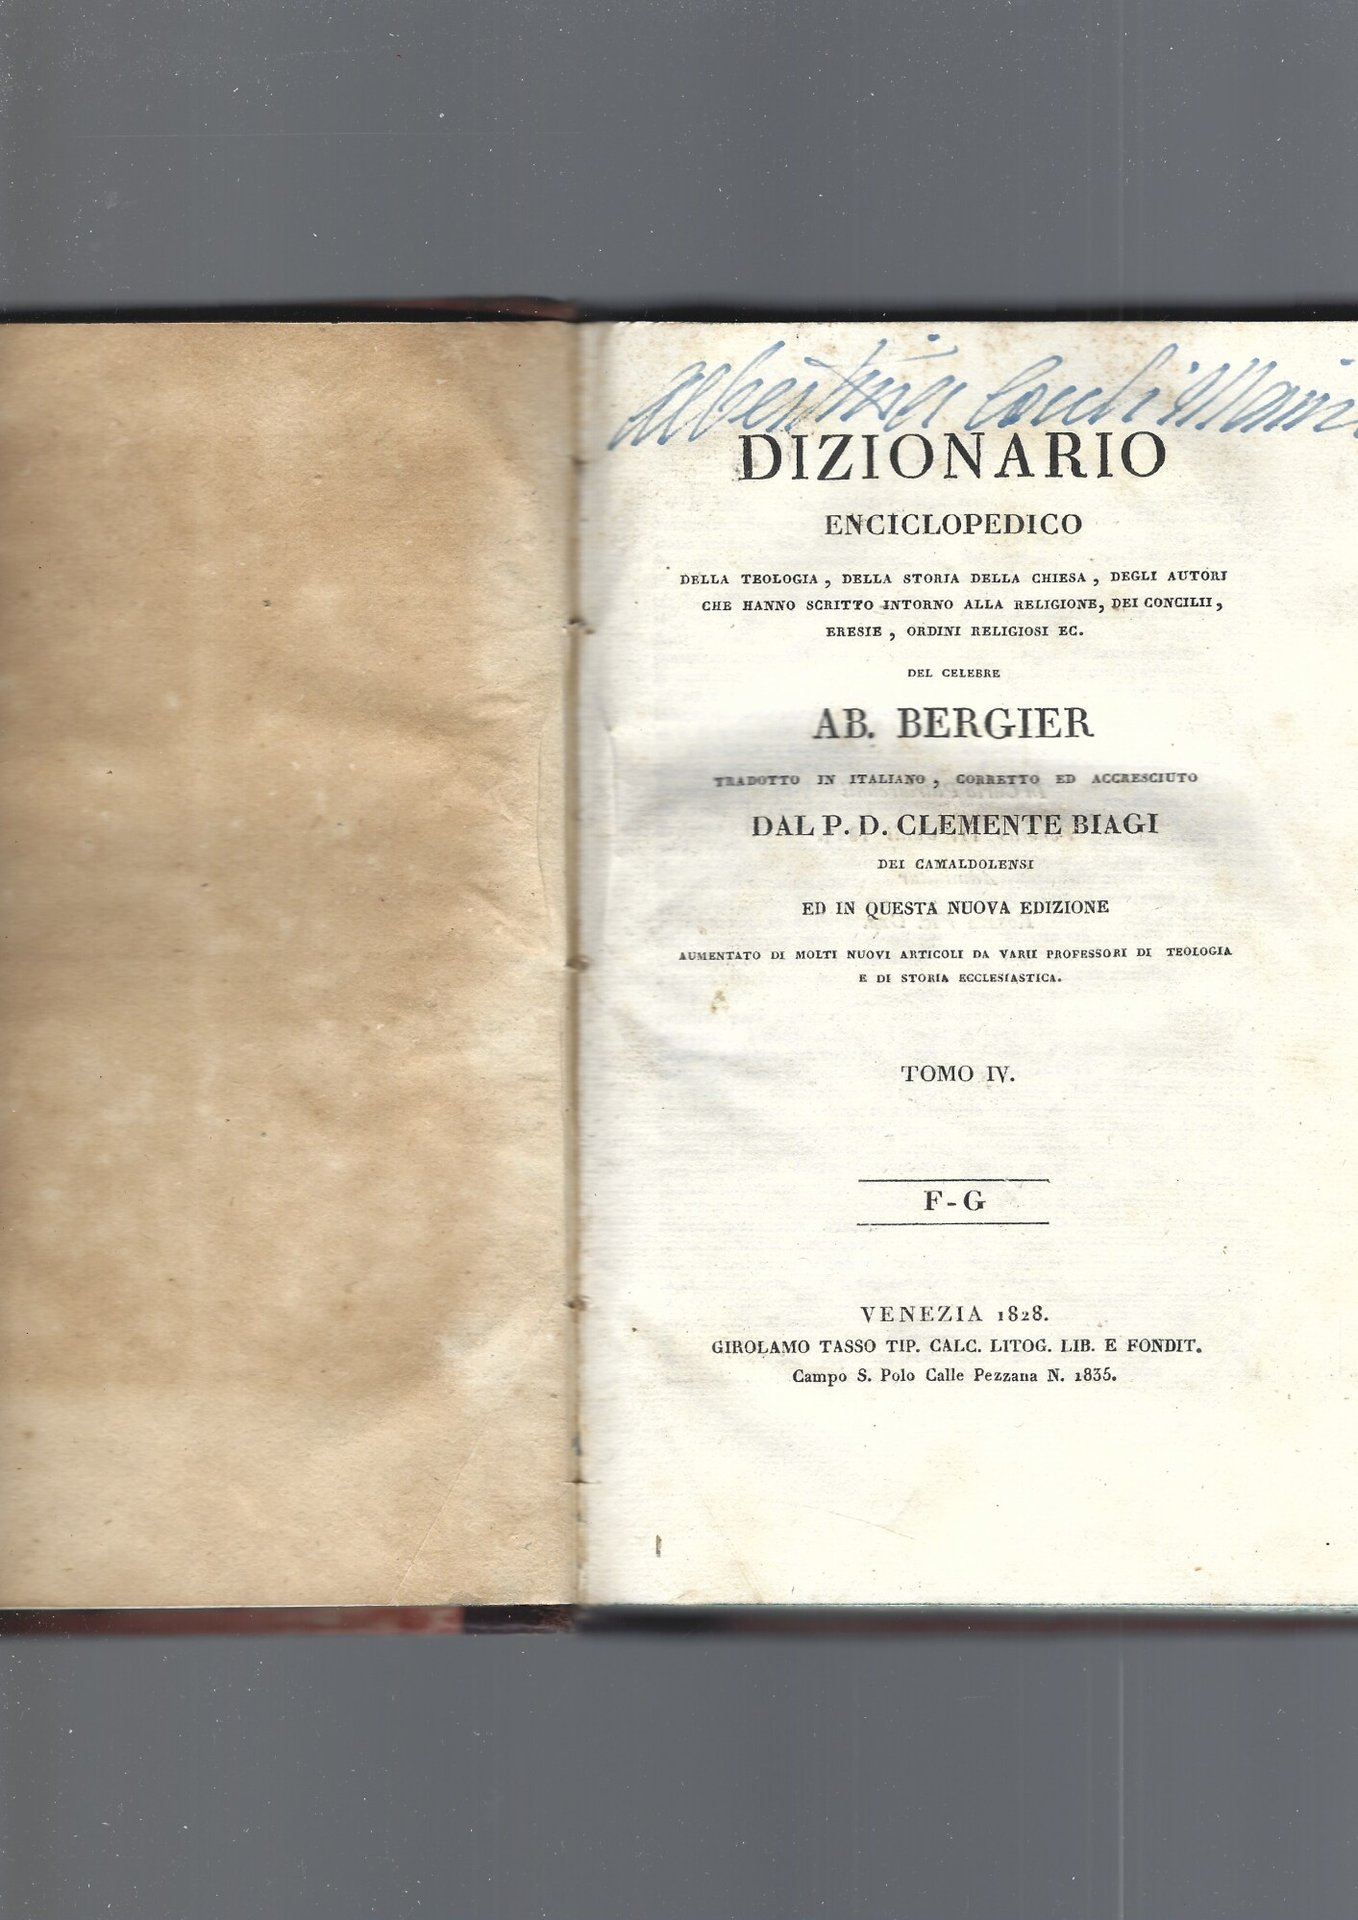 DIZIONARIO
ENCICLOPEDICO
DELLA TEOLOGIA , DELLA STORIA DELLA CHIESA , DEGLI AUTORI
CHE HANNO SCRITTO INTORNO ALLA RELIGIONE, DEI CONCILII ,
ERESIE , ORDINI RELIGIOSI EC.
DEL CELEBRE
AB. BERGIER
TRADOTTO IN ITALIANO , CORRETTO ED ACCRESCIUTO
DAL P. D. CLEMENTE BIAGI
DEI CAMALDOLENSI
ED IN QUESTA NUOVA EDIZIONE
AUMENTATO DI MOLTI NUOVI ARTICOLI DA VARII PROFESSORI DI TEOLOGIA
E DI STORIA ECCLESIASTICA.
TOMO IV.
F-G
VENEZIA 1828.
GIROLAMO TASSO TIP. CALC. LITOG. LIB. E FONDIT.
Campo S. Polo Calle Pezzana N. 1835.